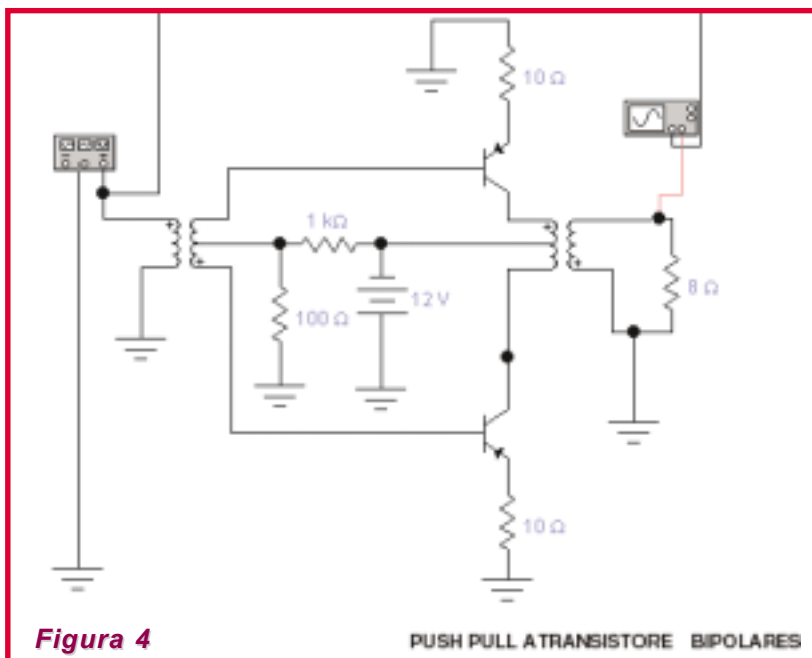 10 Ω
1 kΩ
12 V
100 Ω
8 Ω
10 Ω
Figura 4
PUSH PULL A TRANSISTORE BIPOLARES